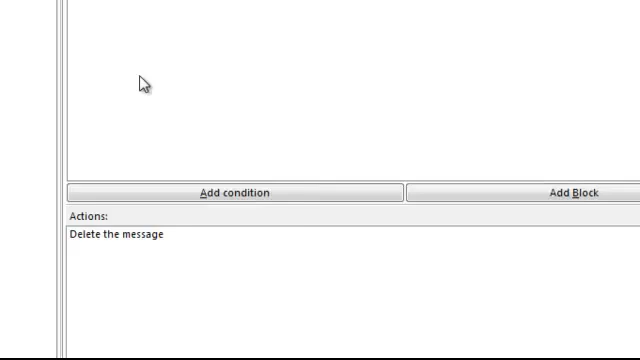 Add condition
Add Block
Actions:
Delete the message